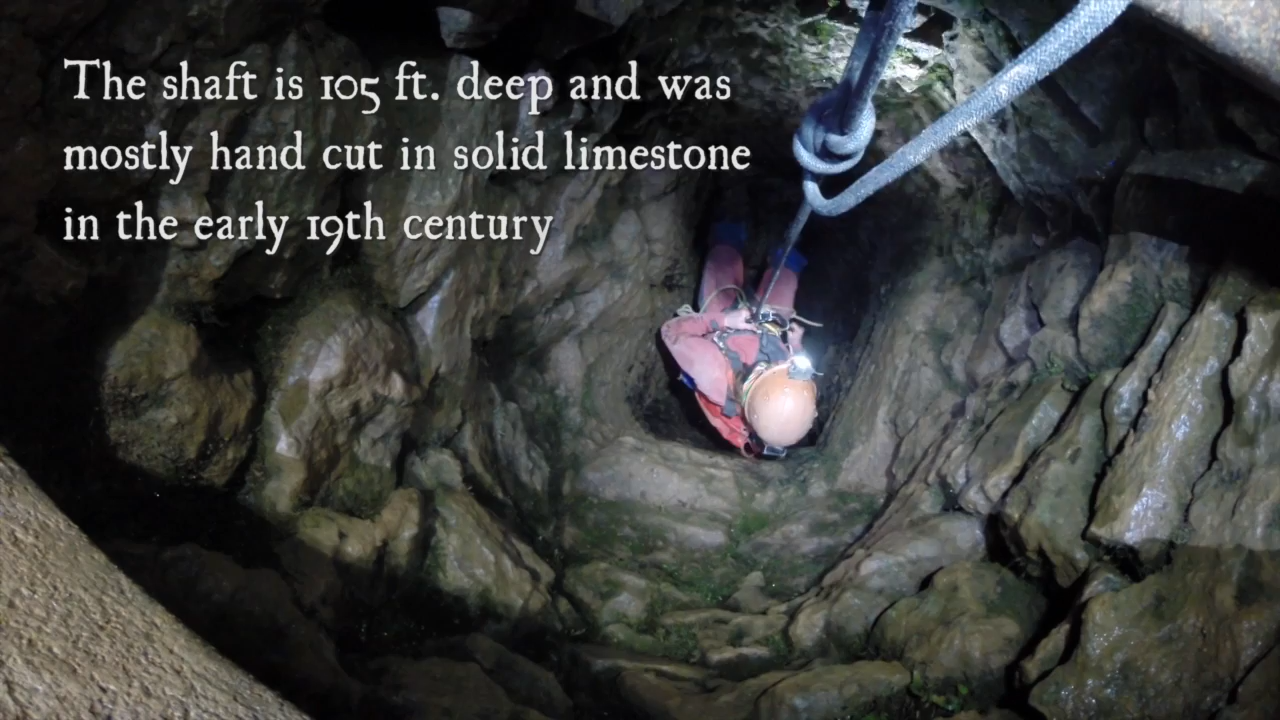 The shaft is 105 ft. deep and was
mostly hand cut in solid limestone
in the early 19th century